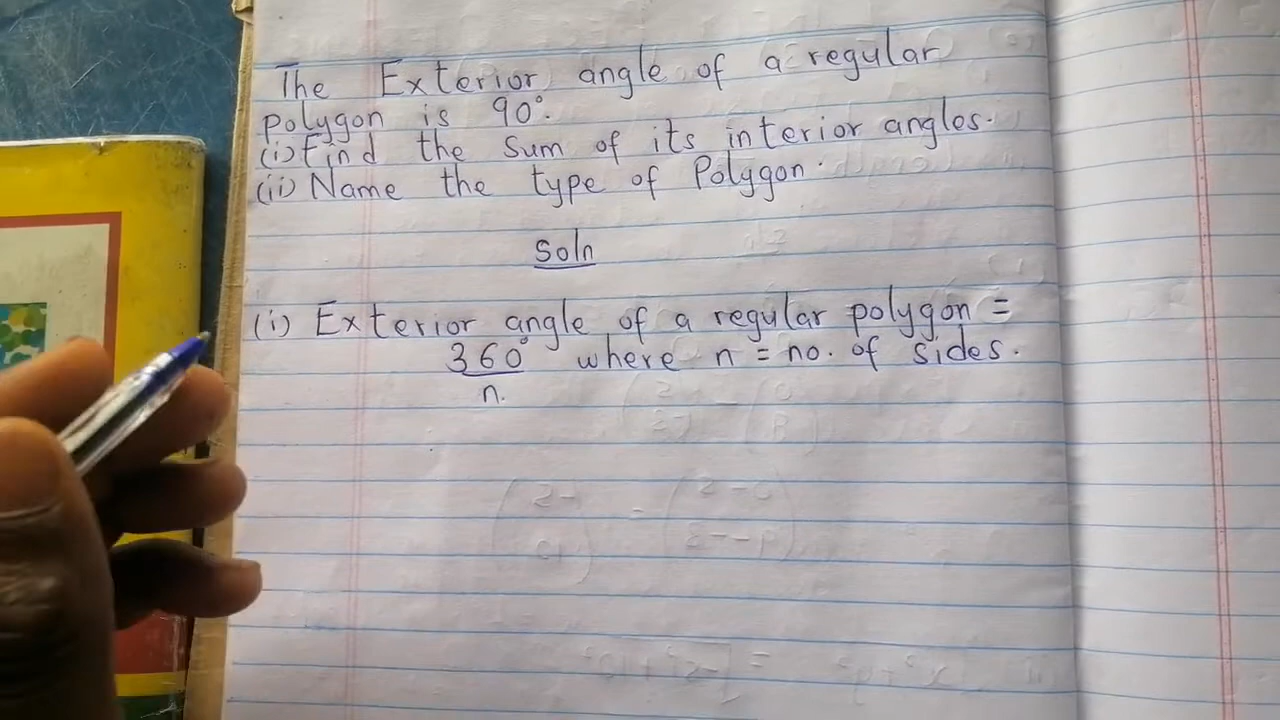 The Exterior angle of a regular
polygon is 90°.
(i) Find the sum of its interior angles.
(ii) Name the type of Polygon.
Soln
(i) Exterior angle of a regular polygon =
360° where n = no. of sides.
n.